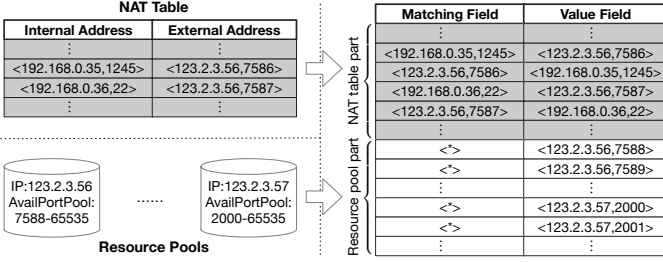 NAT Table
Internal Address External Address
⋮ ⋮
<192.168.0.35,1245> <123.2.3.56,7586>
<192.168.0.36,22> <123.2.3.56,7587>
⋮ ⋮
IP:123.2.3.56
AvailPortPool:
7588-65535
......
IP:123.2.3.57
AvailPortPool:
2000-65535
Resource Pools
Matching Field Value Field
NAT table part
⋮ ⋮
<192.168.0.35,1245> <123.2.3.56,7586>
<123.2.3.56,7586> <192.168.0.35,1245>
<192.168.0.36,22> <123.2.3.56,7587>
<123.2.3.56,7587> <192.168.0.36,22>
⋮ ⋮
Resource pool part
<*> <123.2.3.56,7588>
<*> <123.2.3.56,7589>
⋮ ⋮
<*> <123.2.3.57,2000>
<*> <123.2.3.57,2001>
⋮ ⋮